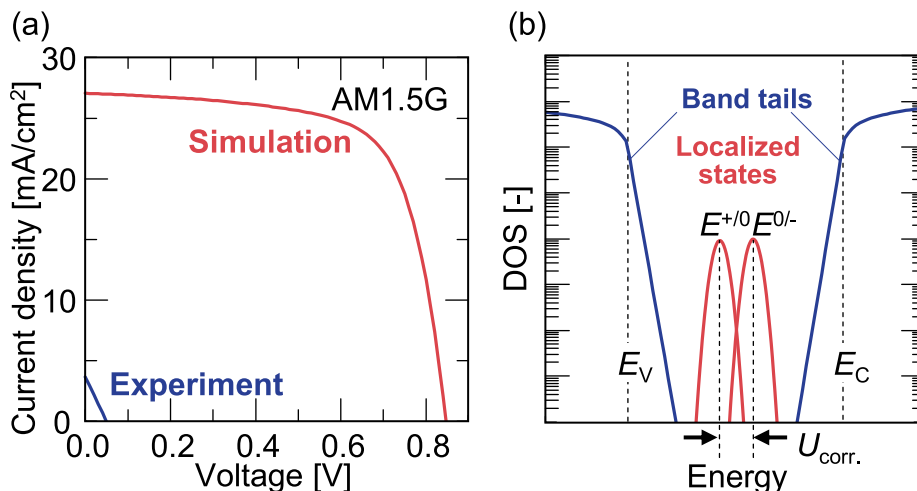 (a)
30
20
10
0
Current density [mA/cm²]
AM1.5G
Simulation
Experiment
0.0 0.2 0.4 0.6 0.8
Voltage [V]
(b)
DOS [-]
Band tails
Localized
states
E+/0 E0/-
EV
EC
Ucorr.
Energy